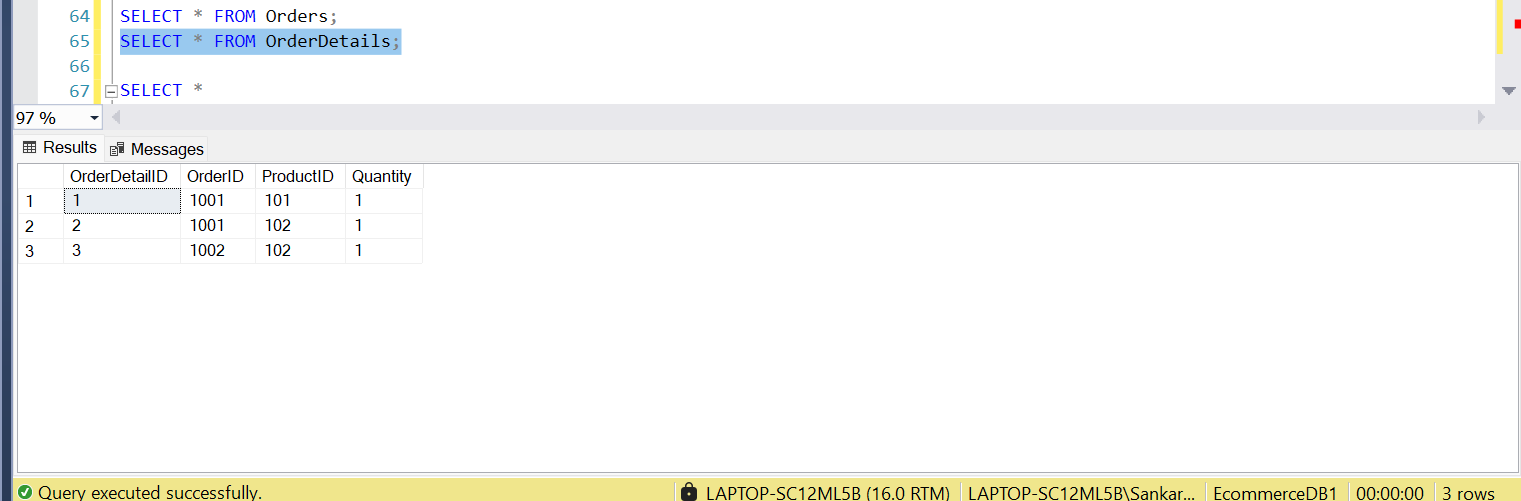 64 SELECT * FROM Orders;
65 SELECT * FROM OrderDetails;
66
67 SELECT *
97 %
Results Messages
OrderDetailID OrderID ProductID Quantity
1 1 1001 101 1
2 2 1001 102 1
3 3 1002 102 1
Query executed successfully. LAPTOP-SC12ML5B (16.0 RTM) LAPTOP-SC12ML5B\Sankar... EcommerceDB1 00:00:00 3 rows